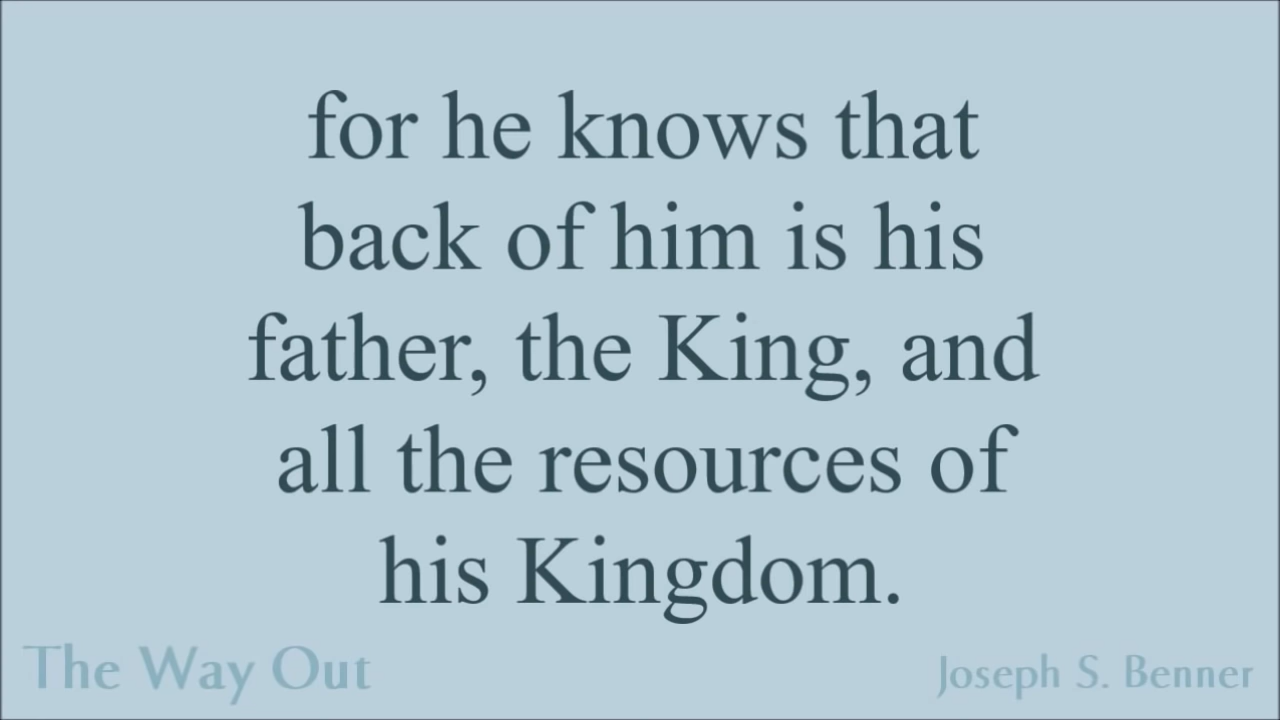 for he knows that
back of him is his
father, the King, and
all the resources of
his Kingdom.
The Way Out
Joseph S. Benner